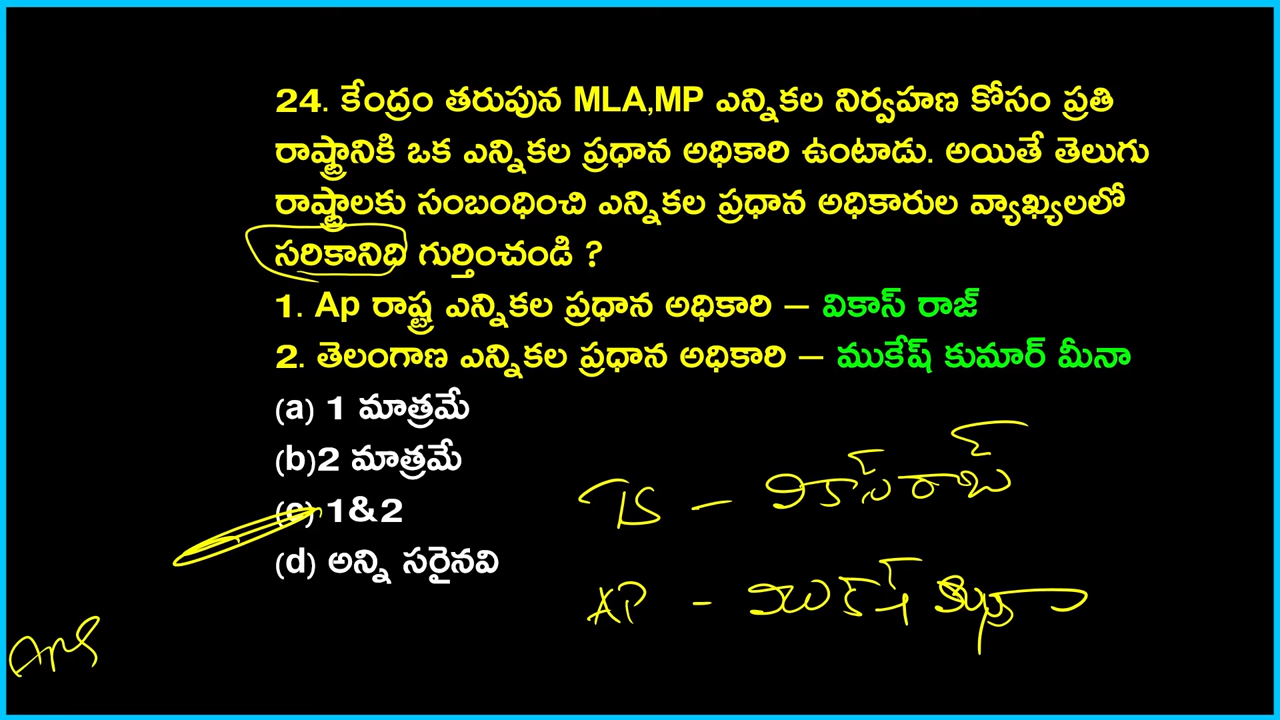 24. కేంద్రం తరుపున MLA,MP ఎన్నికల నిర్వహణ కోసం ప్రతి
రాష్ట్రానికి ఒక ఎన్నికల ప్రధాన అధికారి ఉంటాడు. అయితే తెలుగు
రాష్ట్రాలకు సంబంధించి ఎన్నికల ప్రధాన అధికారుల వ్యాఖ్యలలో
సరికానిది గుర్తించండి ?
1. Ap రాష్ట్ర ఎన్నికల ప్రధాన అధికారి – వికాస్ రాజ్
2. తెలంగాణ ఎన్నికల ప్రధాన అధికారి – ముకేష్ కుమార్ మీనా
(a) 1 మాత్రమే
(b)2 మాత్రమే
(c) 1&2
(d) అన్ని సరైనవి
TS – వికాస్ రాజ్
AP – ముకేష్
Ans